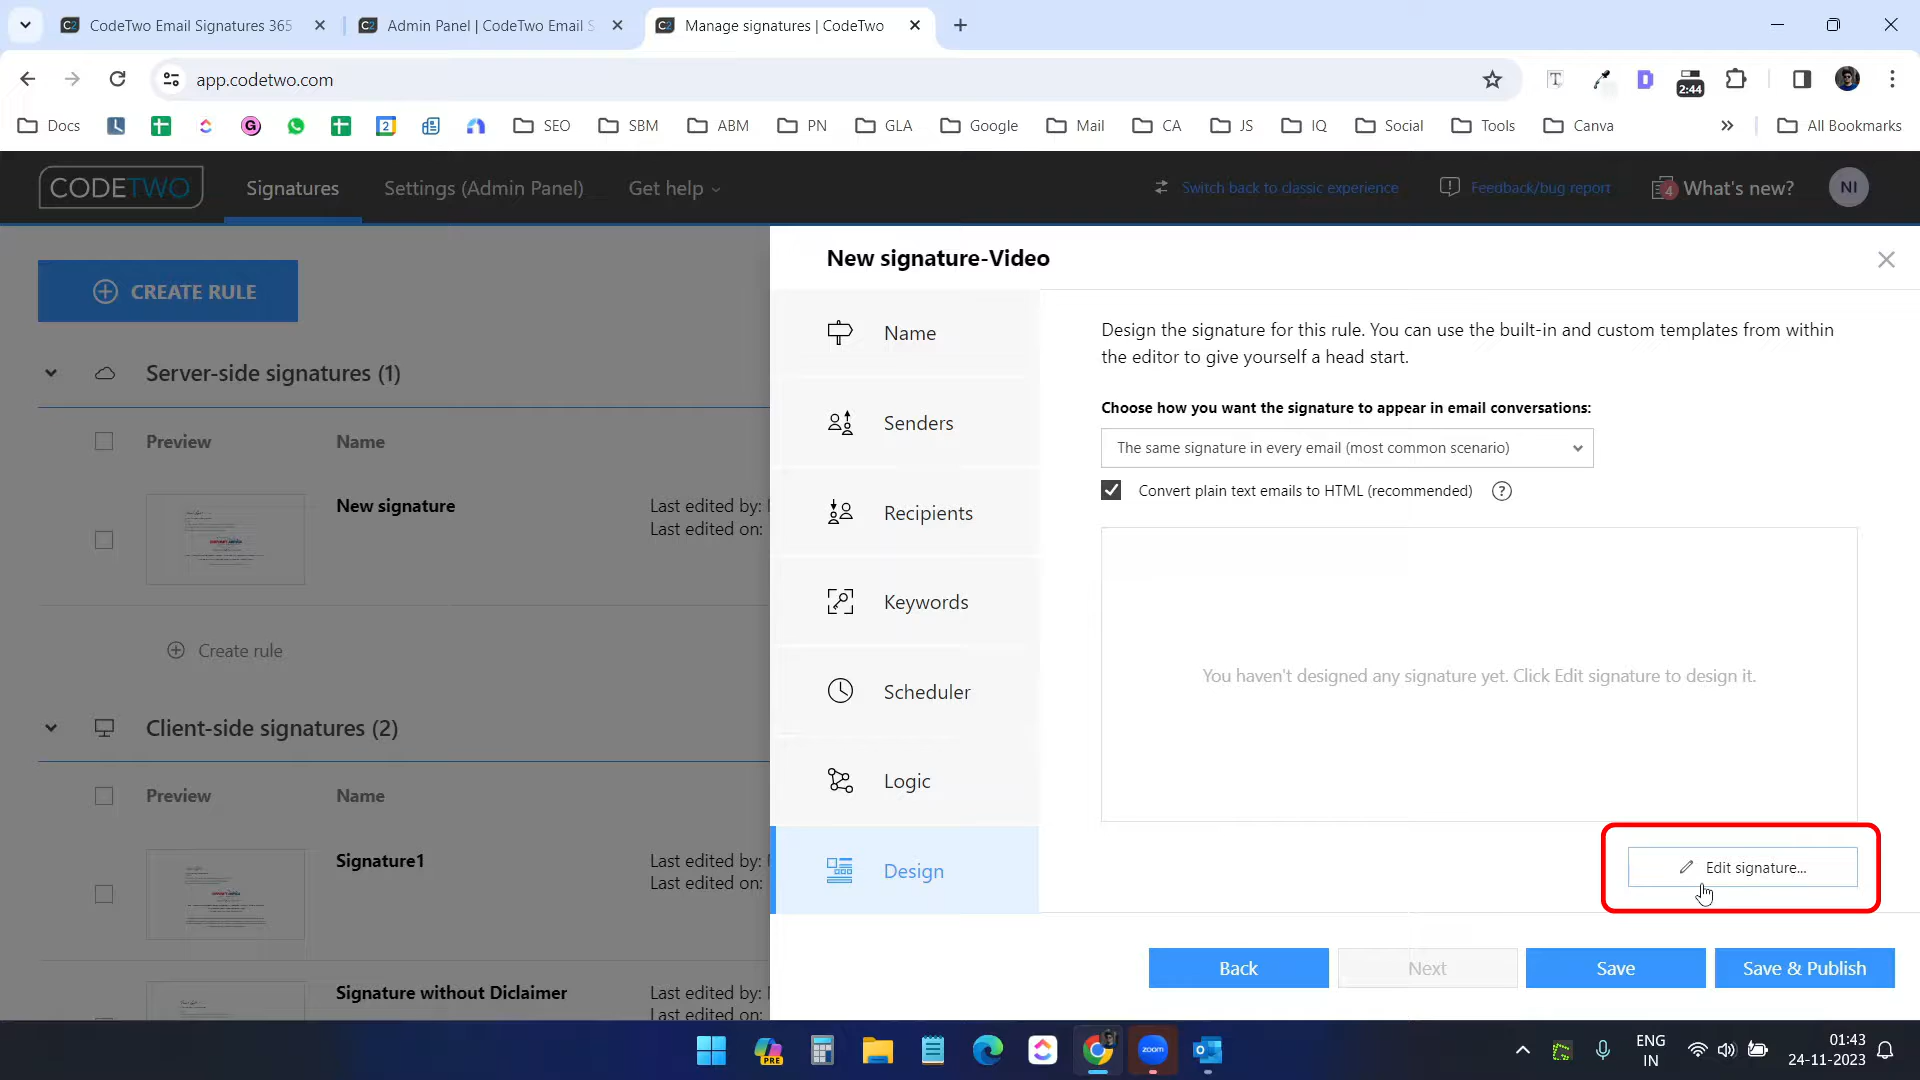 CodeTwo Email Signatures 365
Admin Panel | CodeTwo Email S
Manage signatures | CodeTwo
app.codetwo.com
2:44
Docs
2
SEO
SBM
ABM
PN
GLA
Google
Mail
CA
JS
IQ
Social
Tools
Canva
All Bookmarks
CODETWO
Signatures
Settings (Admin Panel)
Get help
Switch back to classic experience
Feedback/bug report
4
What's new?
NI
CREATE RULE
Server-side signatures (1)
Preview
Name
New signature
Last edited by:
Last edited on:
Create rule
Client-side signatures (2)
Preview
Name
Signature1
Last edited by:
Last edited on:
Signature without Diclaimer
Last edited by:
Last edited on:
New signature-Video
Name
Senders
Recipients
Keywords
Scheduler
Logic
Design
Design the signature for this rule. You can use the built-in and custom templates from within
the editor to give yourself a head start.
Choose how you want the signature to appear in email conversations:
The same signature in every email (most common scenario)
Convert plain text emails to HTML (recommended)
You haven't designed any signature yet. Click Edit signature to design it.
Edit signature...
Back
Next
Save
Save & Publish
PRE
zoom
ENG
IN
01:43
24-11-2023